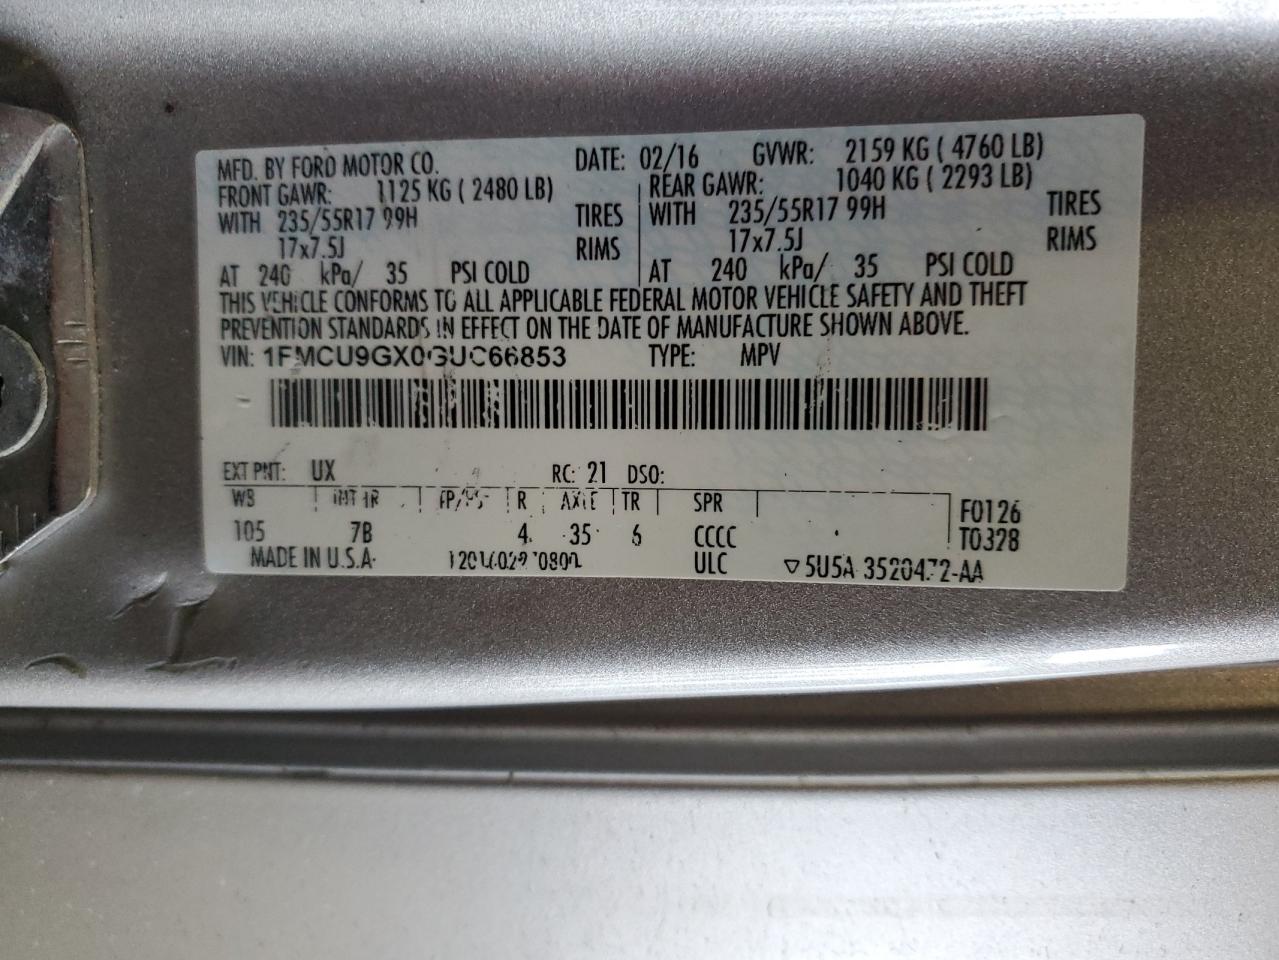 MFD. BY FORD MOTOR CO. DATE: 02/16 GVWR: 2159 KG ( 4760 LB)
FRONT GAWR: 1125 KG ( 2480 LB) REAR GAWR: 1040 KG ( 2293 LB)
WITH 235/55R17 99H TIRES WITH 235/55R17 99H TIRES
17x7.5J RIMS 17x7.5J RIMS
AT 240 kPa/ 35 PSI COLD AT 240 kPa/ 35 PSI COLD
THIS VEHICLE CONFORMS TO ALL APPLICABLE FEDERAL MOTOR VEHICLE SAFETY AND THEFT
PREVENTION STANDARDS IN EFFECT ON THE DATE OF MANUFACTURE SHOWN ABOVE.
VIN: 1FMCU9GX0GUC66853 TYPE: MPV
EXT PNT: UX RC: 21 DSO:
WB INT TR TP/PS R AXLE TR SPR F0126
105 7B 4 35 6 CCCC T0328
MADE IN U.S.A. ULC 5U5A-3520472-AA